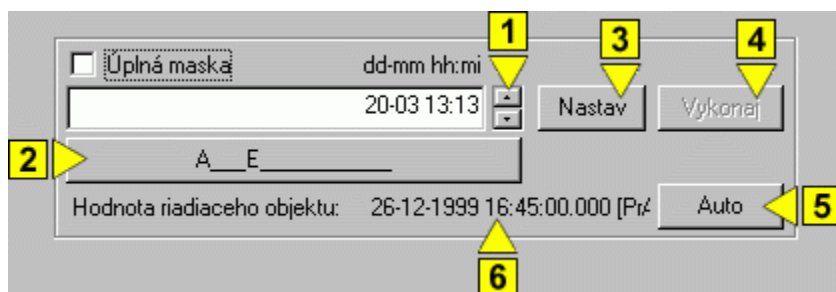 1 3 4
Úplná maska dd-mm hh:mi
20-03 13:13 Nastav Vykonaj
2 A___E___________
Hodnota riadiaceho objektu: 26-12-1999 16:45:00.000 [PrA Auto 5
6